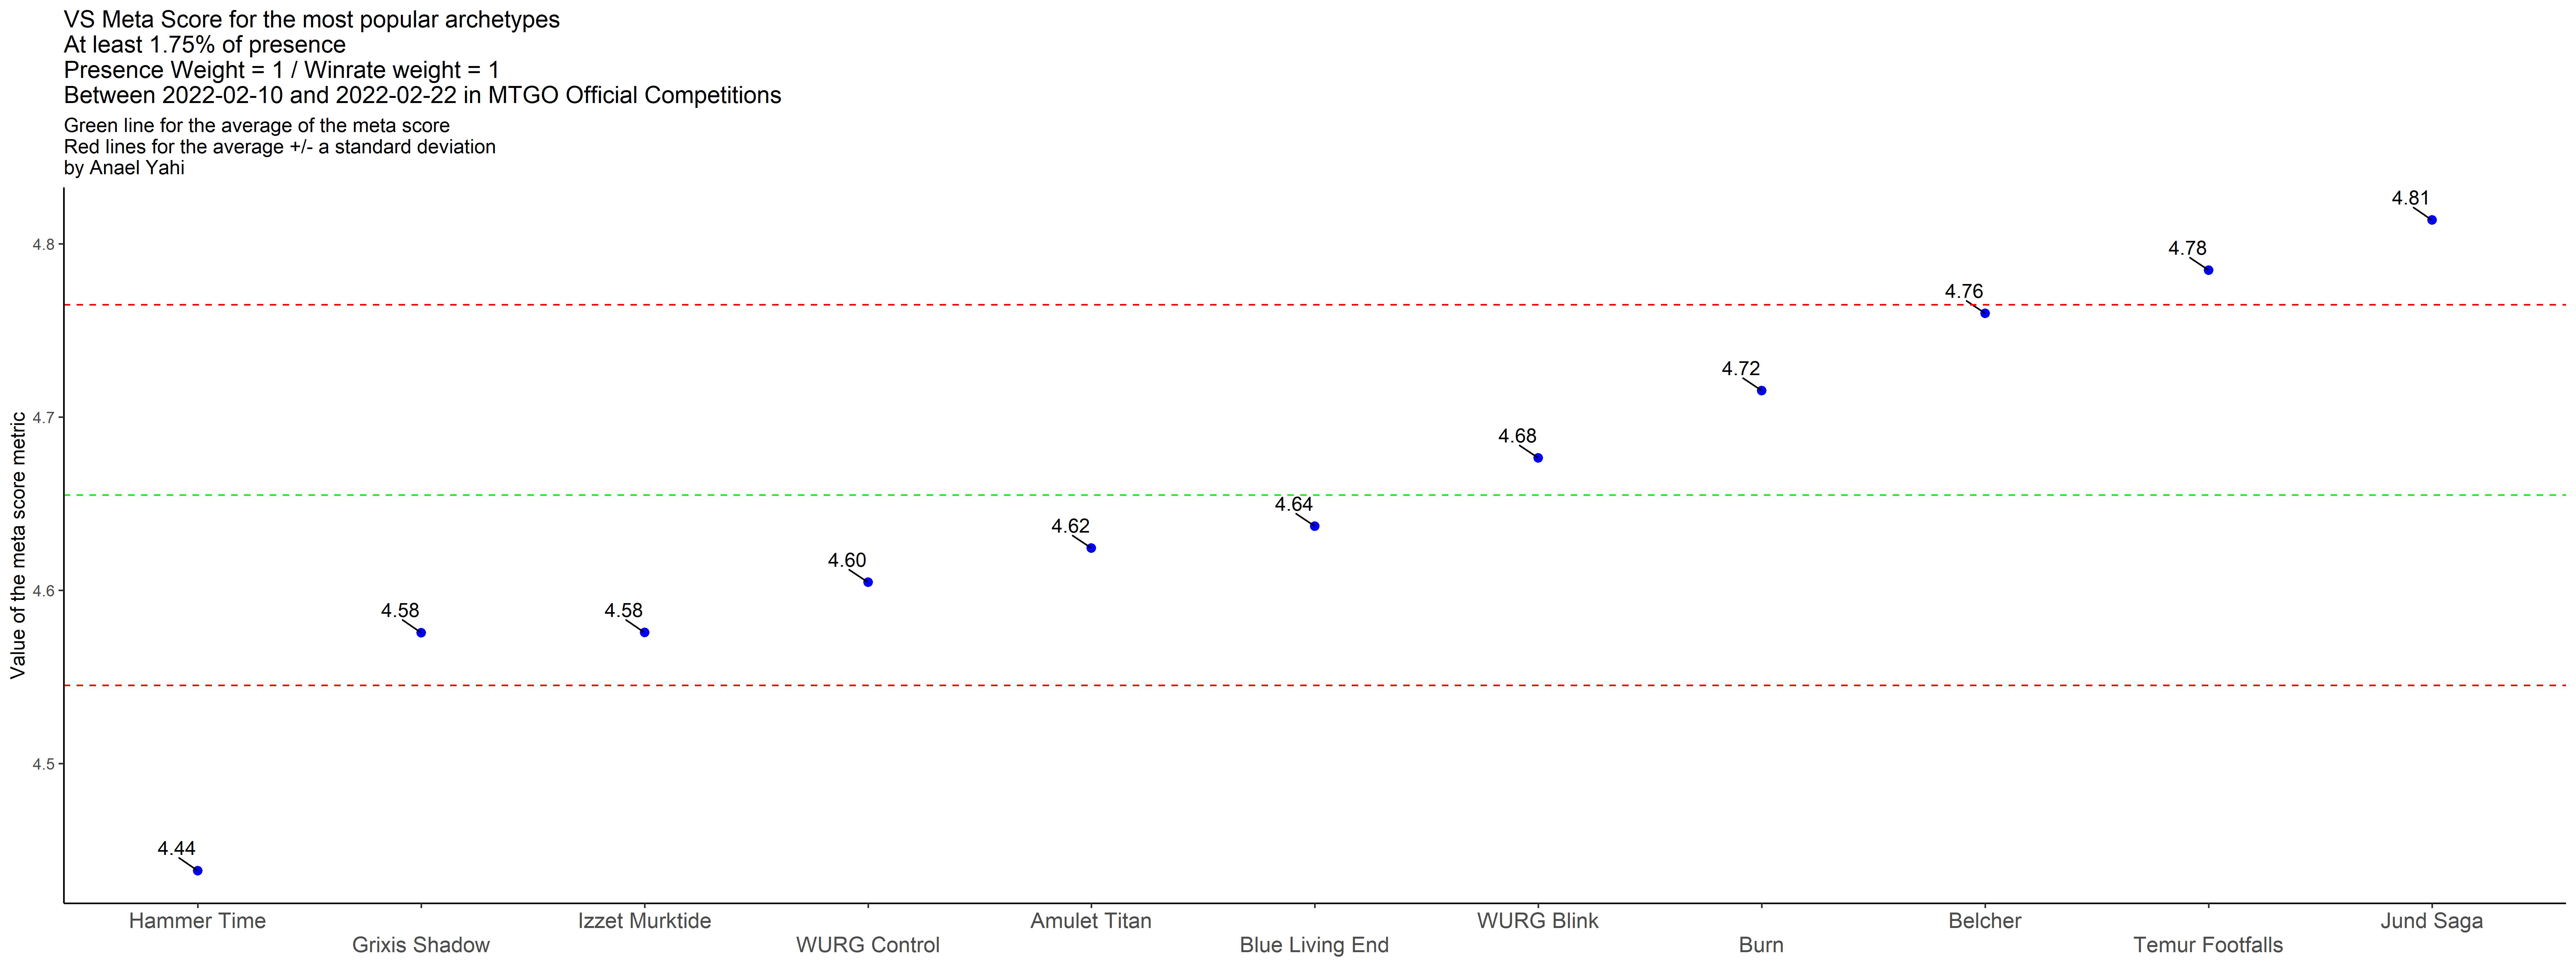 VS Meta Score for the most popular archetypes
At least 1.75% of presence
Presence Weight = 1 / Winrate weight = 1
Between 2022-02-10 and 2022-02-22 in MTGO Official Competitions
Green line for the average of the meta score
Red lines for the average +/- a standard deviation
by Anael Yahi
Value of the meta score metric
4.8
4.7
4.6
4.5
4.44
4.58
4.58
4.60
4.62
4.64
4.68
4.72
4.76
4.78
4.81
Hammer Time
Grixis Shadow
Izzet Murktide
WURG Control
Amulet Titan
Blue Living End
WURG Blink
Burn
Belcher
Temur Footfalls
Jund Saga